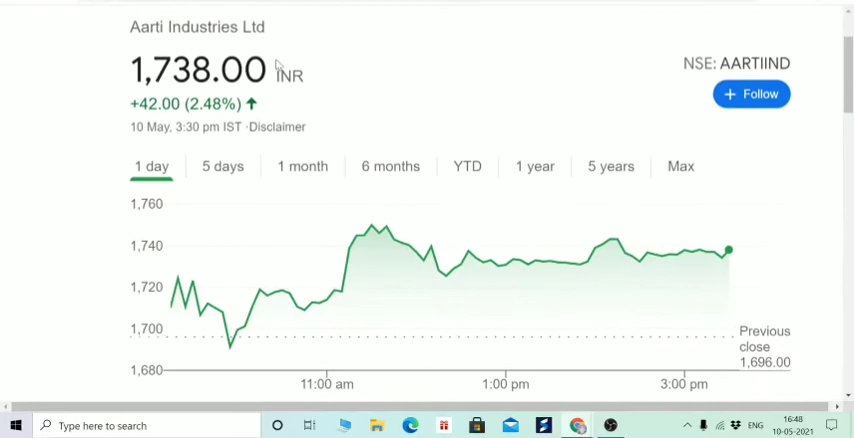 Aarti Industries Ltd
1,738.00 INR
NSE: AARTIIND
+42.00 (2.48%)
+ Follow
10 May, 3:30 pm IST ·Disclaimer
1 day 5 days 1 month 6 months YTD 1 year 5 years Max
1,760
1,740
1,720
1,700
1,680
Previous
close
1,696.00
11:00 am 1:00 pm 3:00 pm
Type here to search
ENG
16:48
10-05-2021